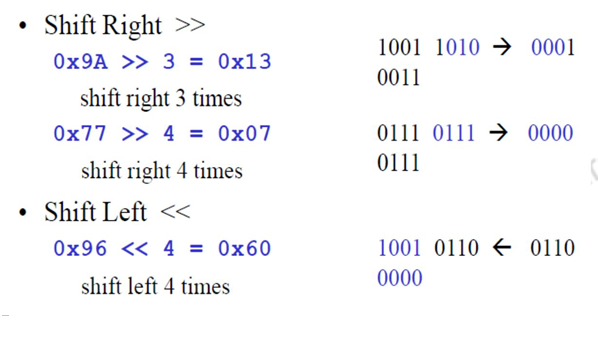 • Shift Right >>
0x9A >> 3 = 0x13
shift right 3 times
1001 1010 → 0001
0011
0x77 >> 4 = 0x07
shift right 4 times
0111 0111 → 0000
0111
• Shift Left <<
0x96 << 4 = 0x60
shift left 4 times
1001 0110 ← 0110
0000